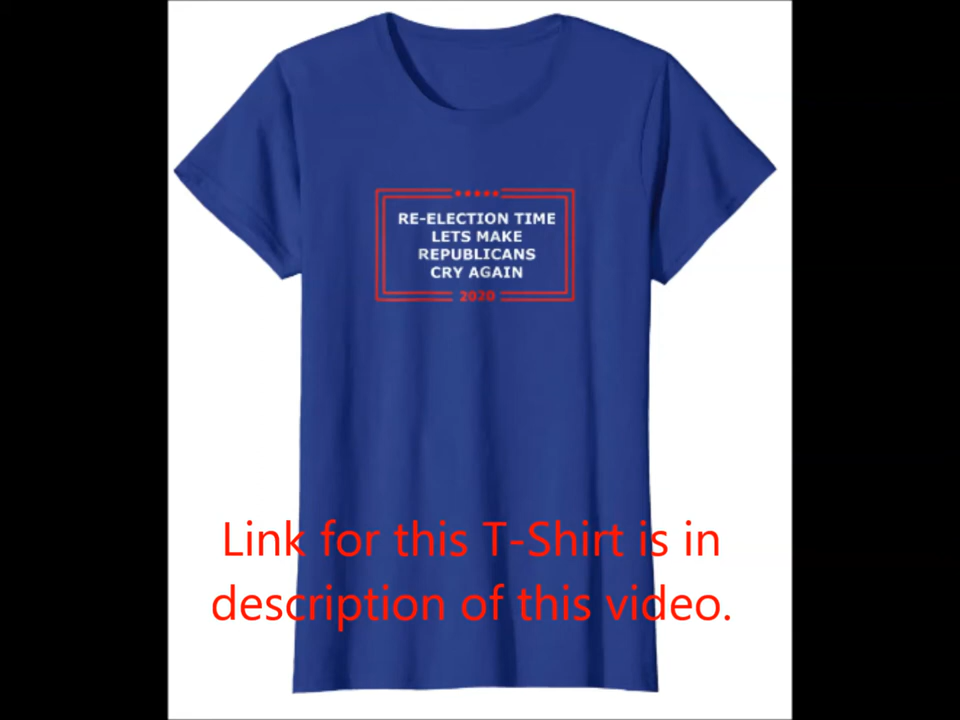 RE-ELECTION TIME
LETS MAKE
REPUBLICANS
CRY AGAIN
2020
Link for this T-Shirt is in
description of this video.